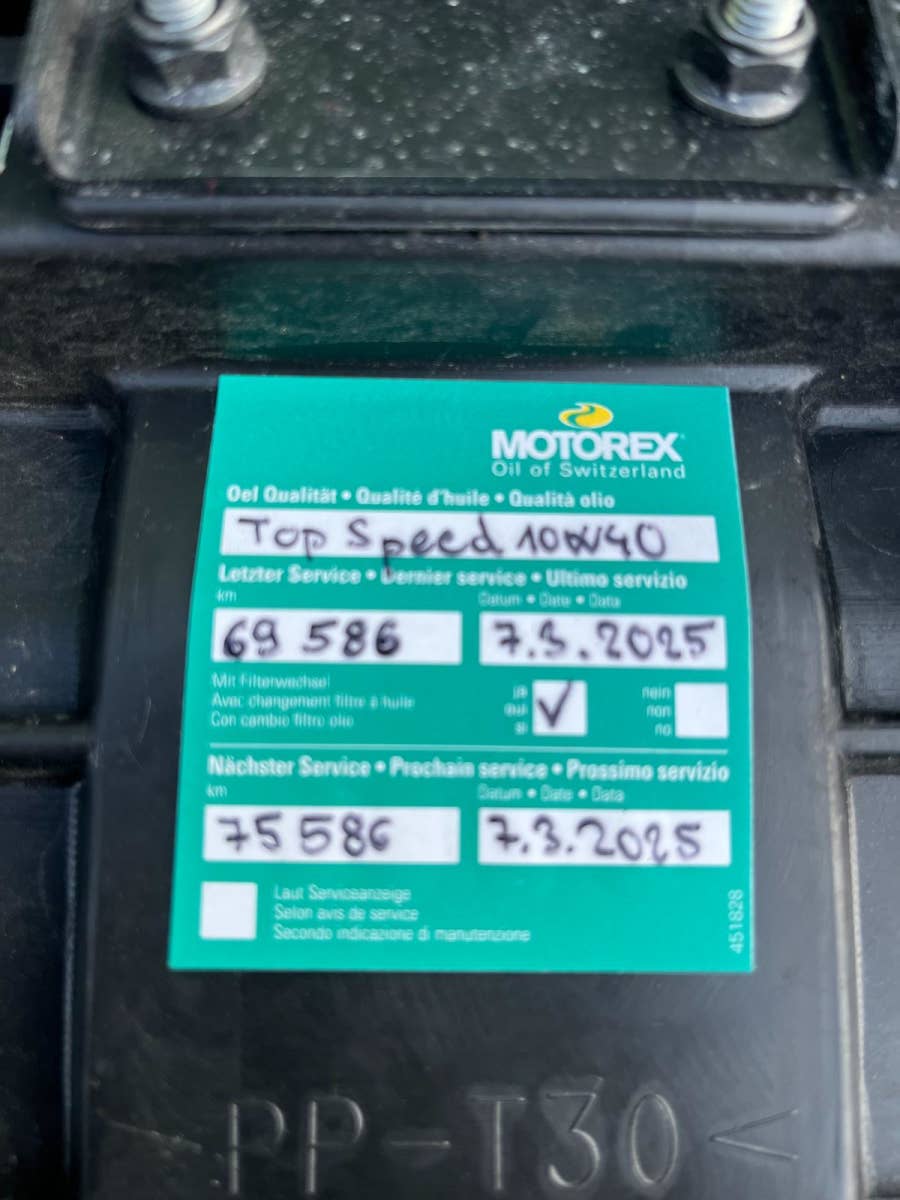 MOTOREX
Oil of Switzerland
Oel Qualität • Qualité d'huile • Qualità olio
Top Speed 10W40
Letzter Service • Dernier service • Ultimo servizio
km Datum • Date • Data
69 586 7.3.2025
Mit Filterwechsel
Avec changement filtre à huile
Con cambio filtro olio
ja
oui
si
✓
nein
non
no
Nächster Service • Prochain service • Prossimo servizio
km Datum • Date • Data
75 586 7.3.2025
Laut Serviceanzeige
Selon avis de service
Secondo indicazione di manutenzione
451828
>PP-T30<